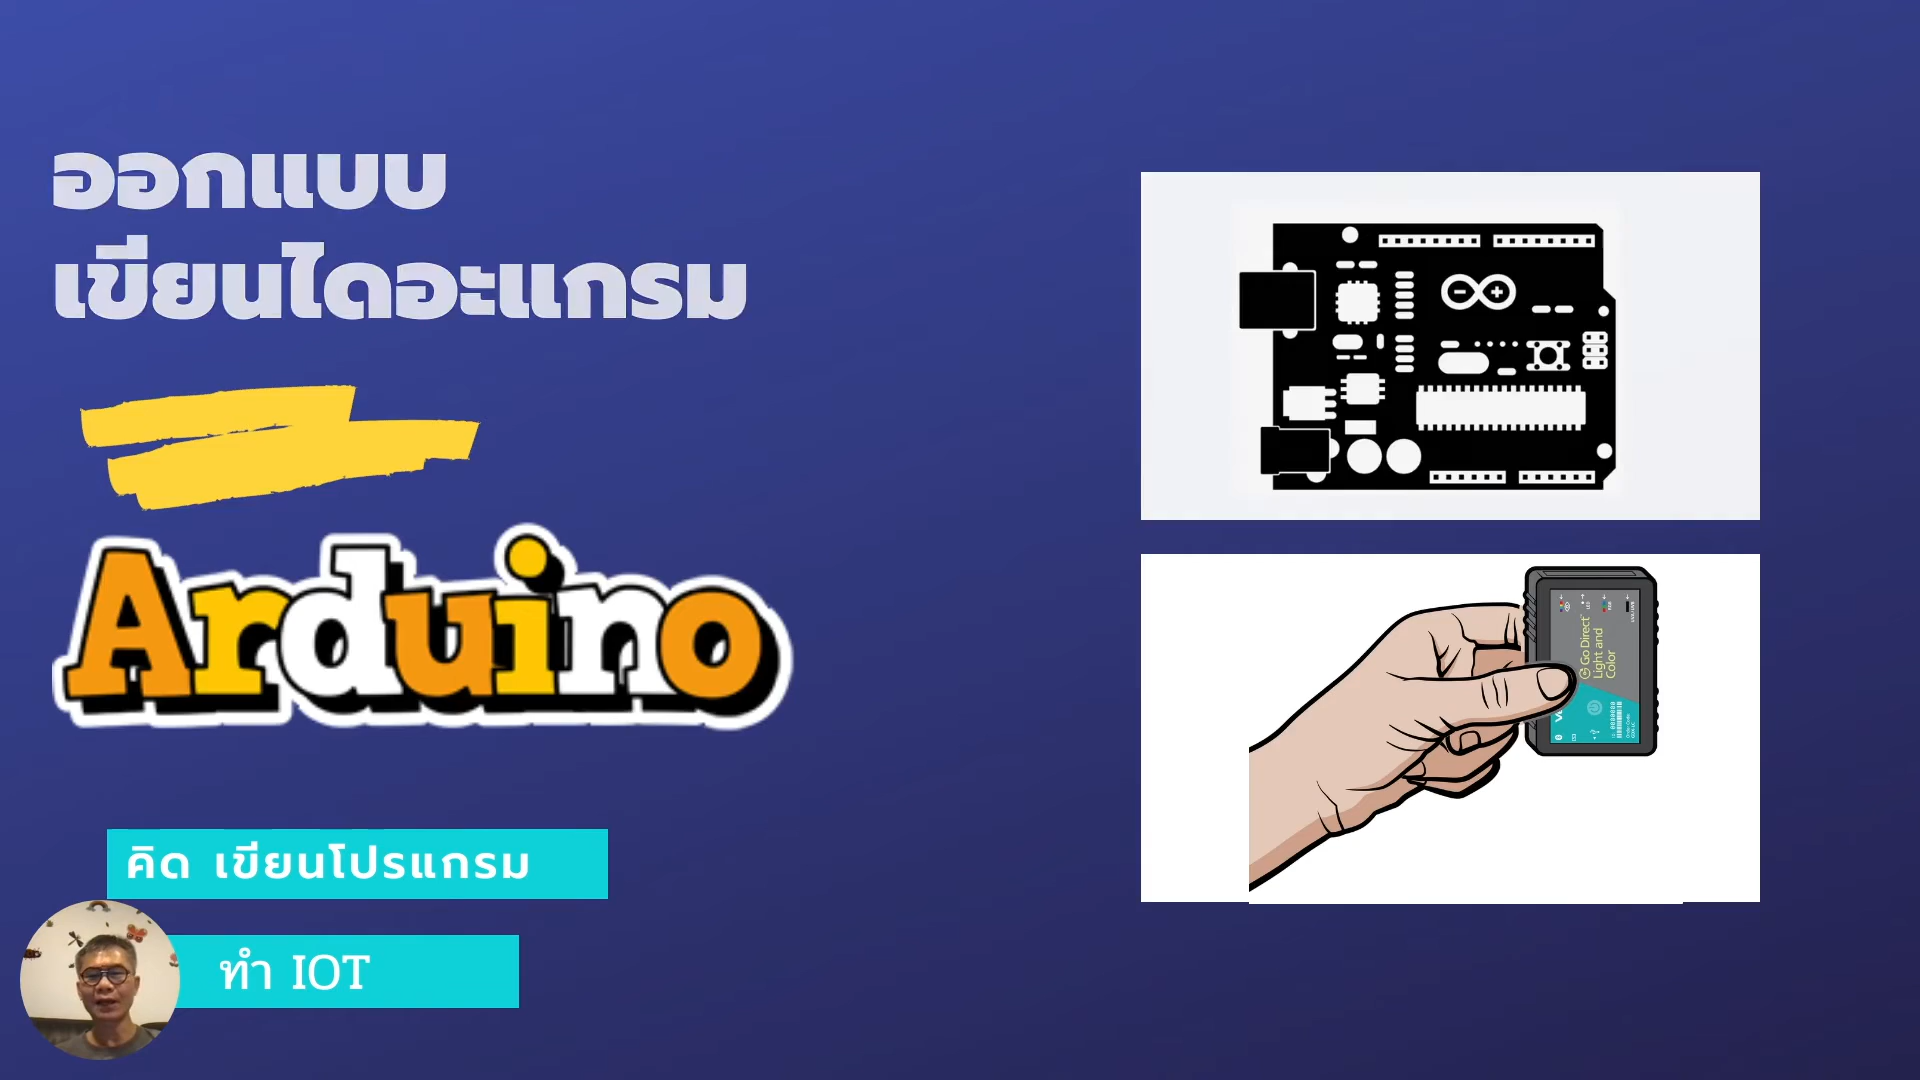 ออกแบบ
เขียนไดอะแกรม
Arduino
คิด เขียนโปรแกรม
ทำ IOT
Go Direct
Light and
Color